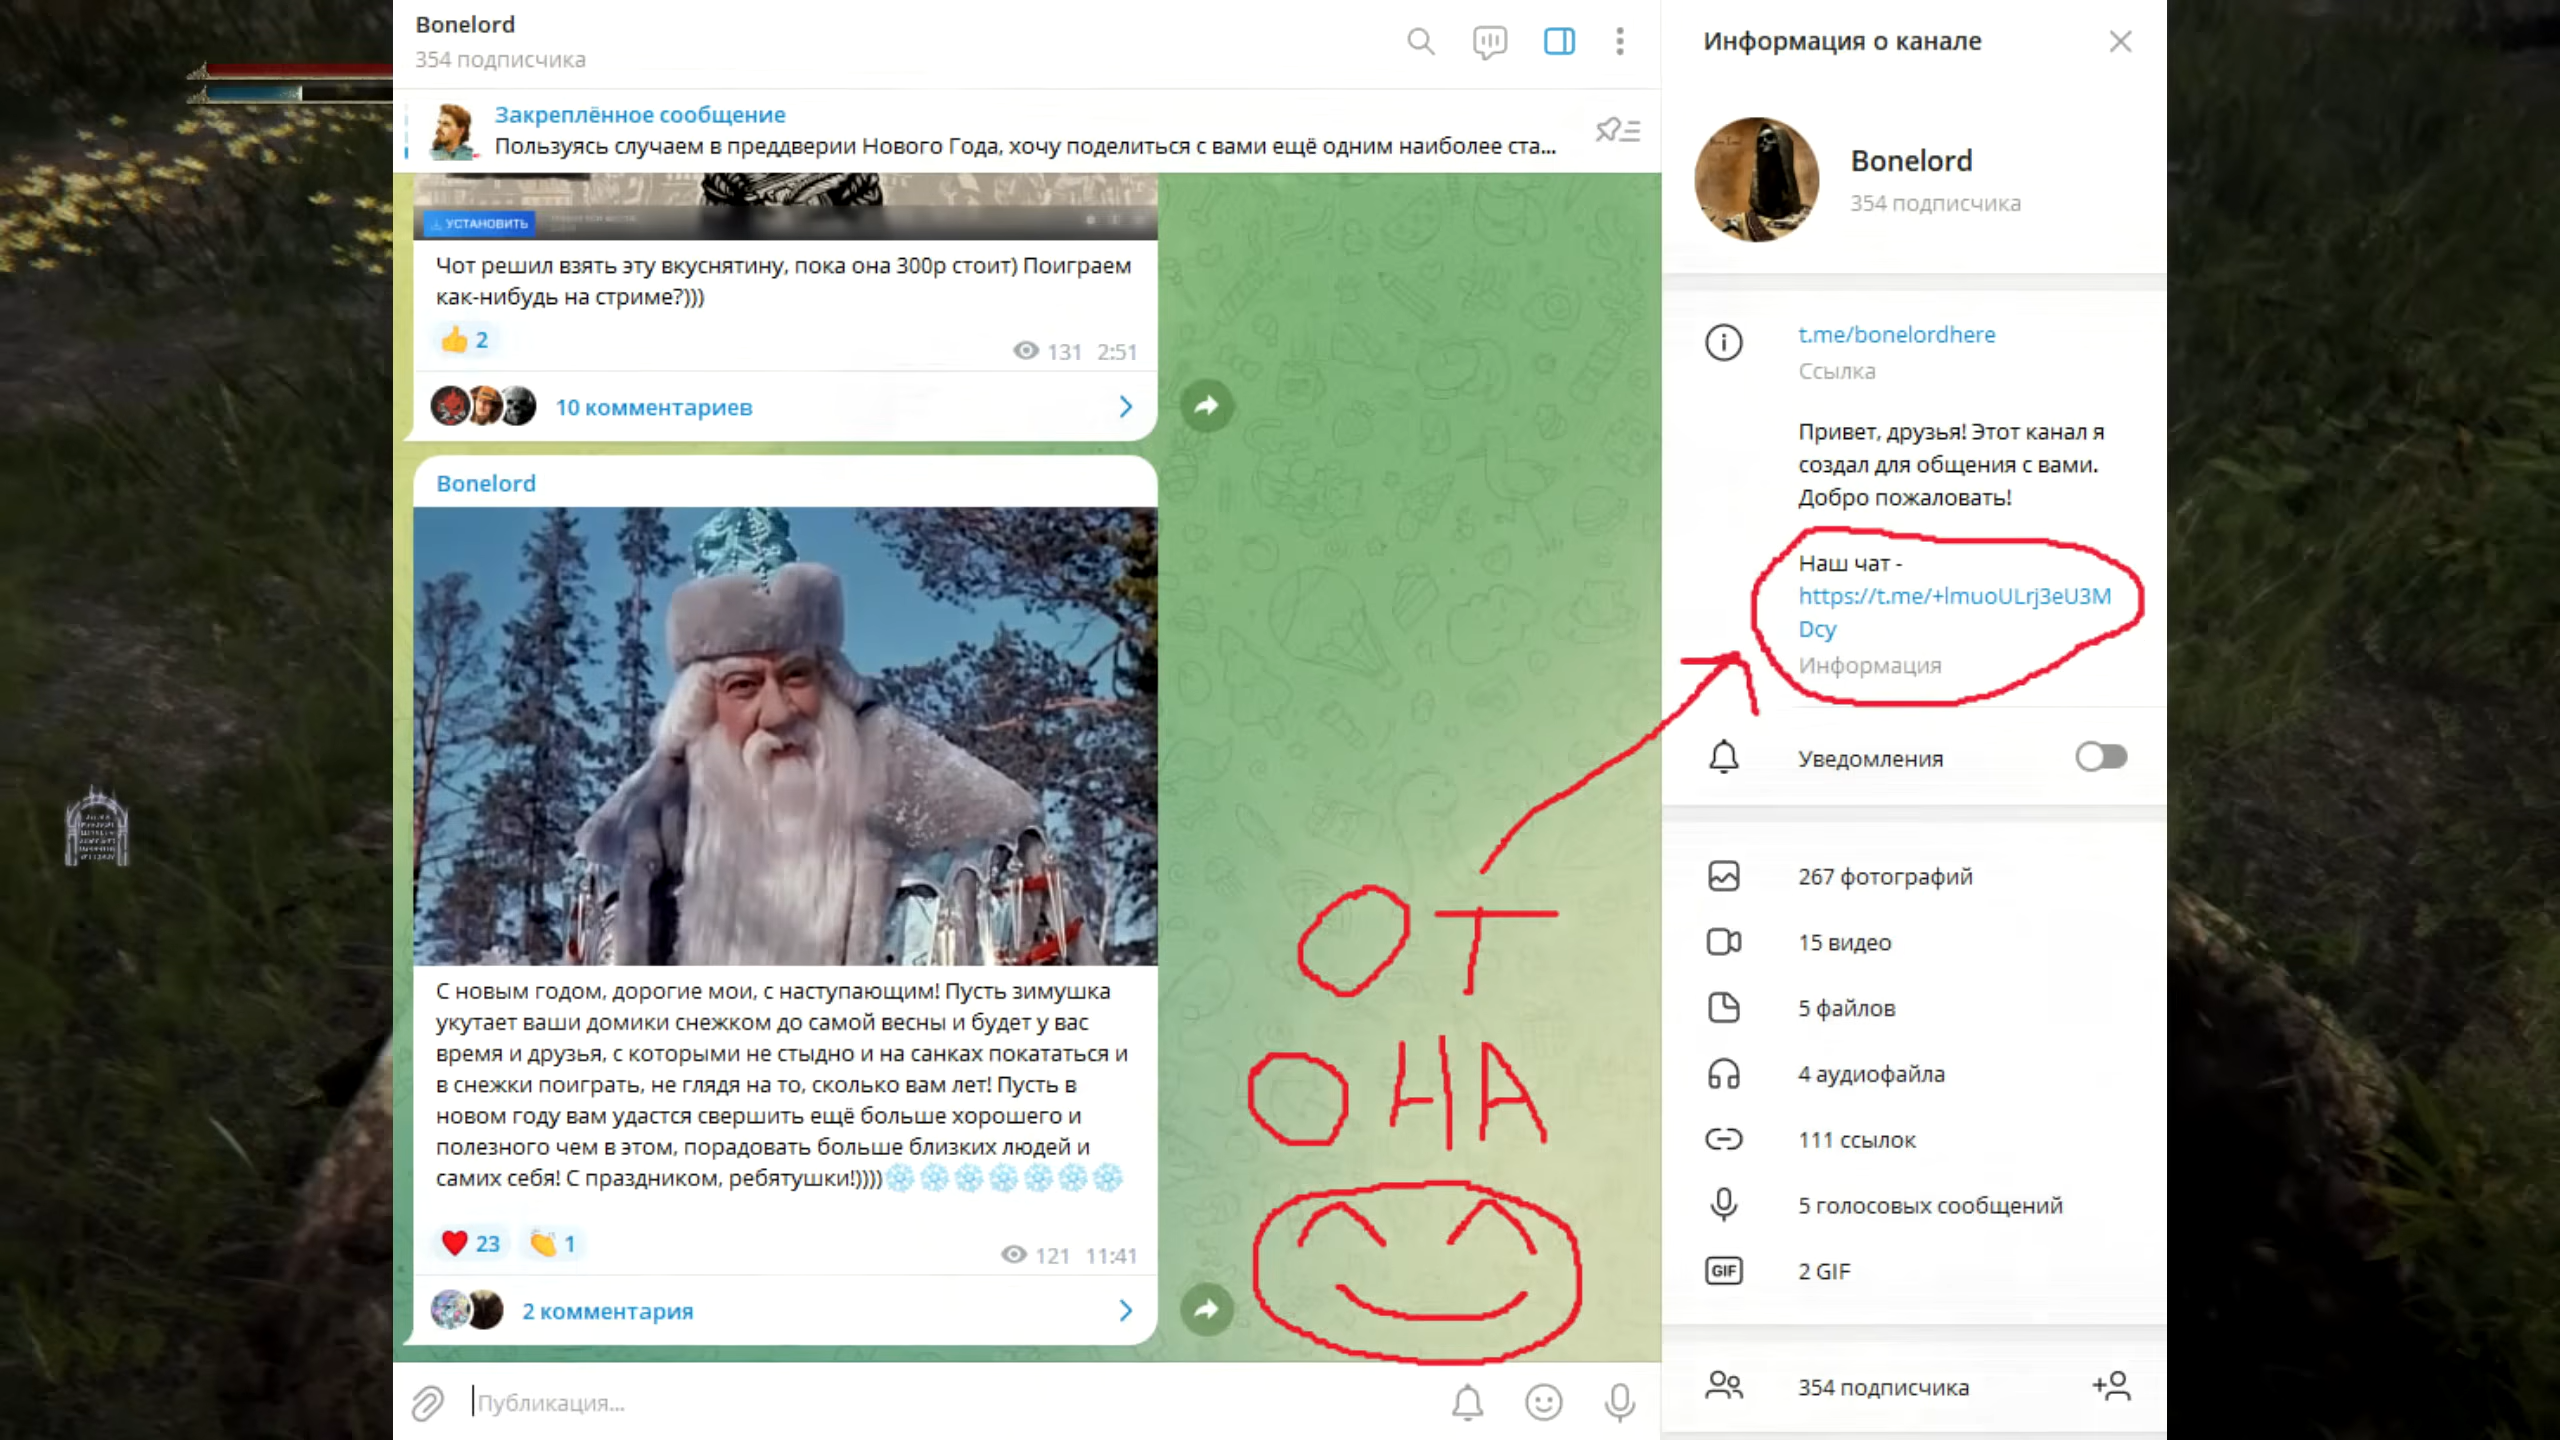 Bonelord
354 подписчика
Закреплённое сообщение
Пользуясь случаем в преддверии Нового Года, хочу поделиться с вами ещё одним наиболее ста...
УСТАНОВИТЬ
Чот решил взять эту вкуснятину, пока она 300р стоит) Поиграем
как-нибудь на стриме?)))
2
131 2:51
10 комментариев
Bonelord
С новым годом, дорогие мои, с наступающим! Пусть зимушка
укутает ваши домики снежком до самой весны и будет у вас
время и друзья, с которыми не стыдно и на санках покататься и
в снежки поиграть, не глядя на то, сколько вам лет! Пусть в
новом году вам удастся свершить ещё больше хорошего и
полезного чем в этом, порадовать больше близких людей и
самих себя! С праздником, ребятушки!))))❄️❄️❄️❄️❄️❄️❄️
23 1
121 11:41
2 комментария
Публикация...
ОТ
ОНА
Информация о канале
Bonelord
354 подписчика
t.me/bonelordhere
Ссылка
Привет, друзья! Этот канал я
создал для общения с вами.
Добро пожаловать!
Наш чат -
https://t.me/+lmuoULrj3eU3M
Dcy
Информация
Уведомления
267 фотографий
15 видео
5 файлов
4 аудиофайла
111 ссылок
5 голосовых сообщений
GIF 2 GIF
354 подписчика